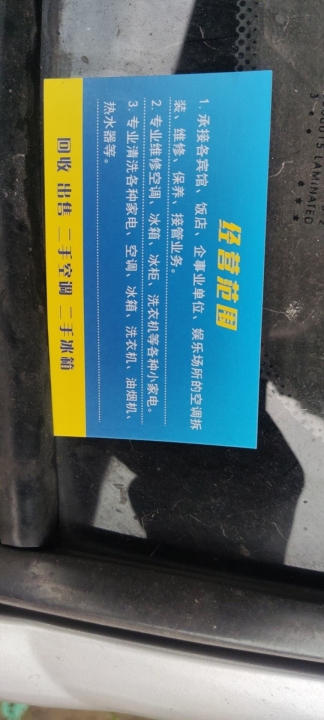 经营范围
1. 承接各宾馆、饭店、企事业单位、娱乐场所的空调拆
装、维修、保养、接管业务。
2. 专业维修空调、冰箱、冰柜、洗衣机等各种小家电。
3. 专业清洗各种家电、空调、冰箱、洗衣机、油烟机、
热水器等。
回收 出售 二手空调 二手冰箱
LAMINATED